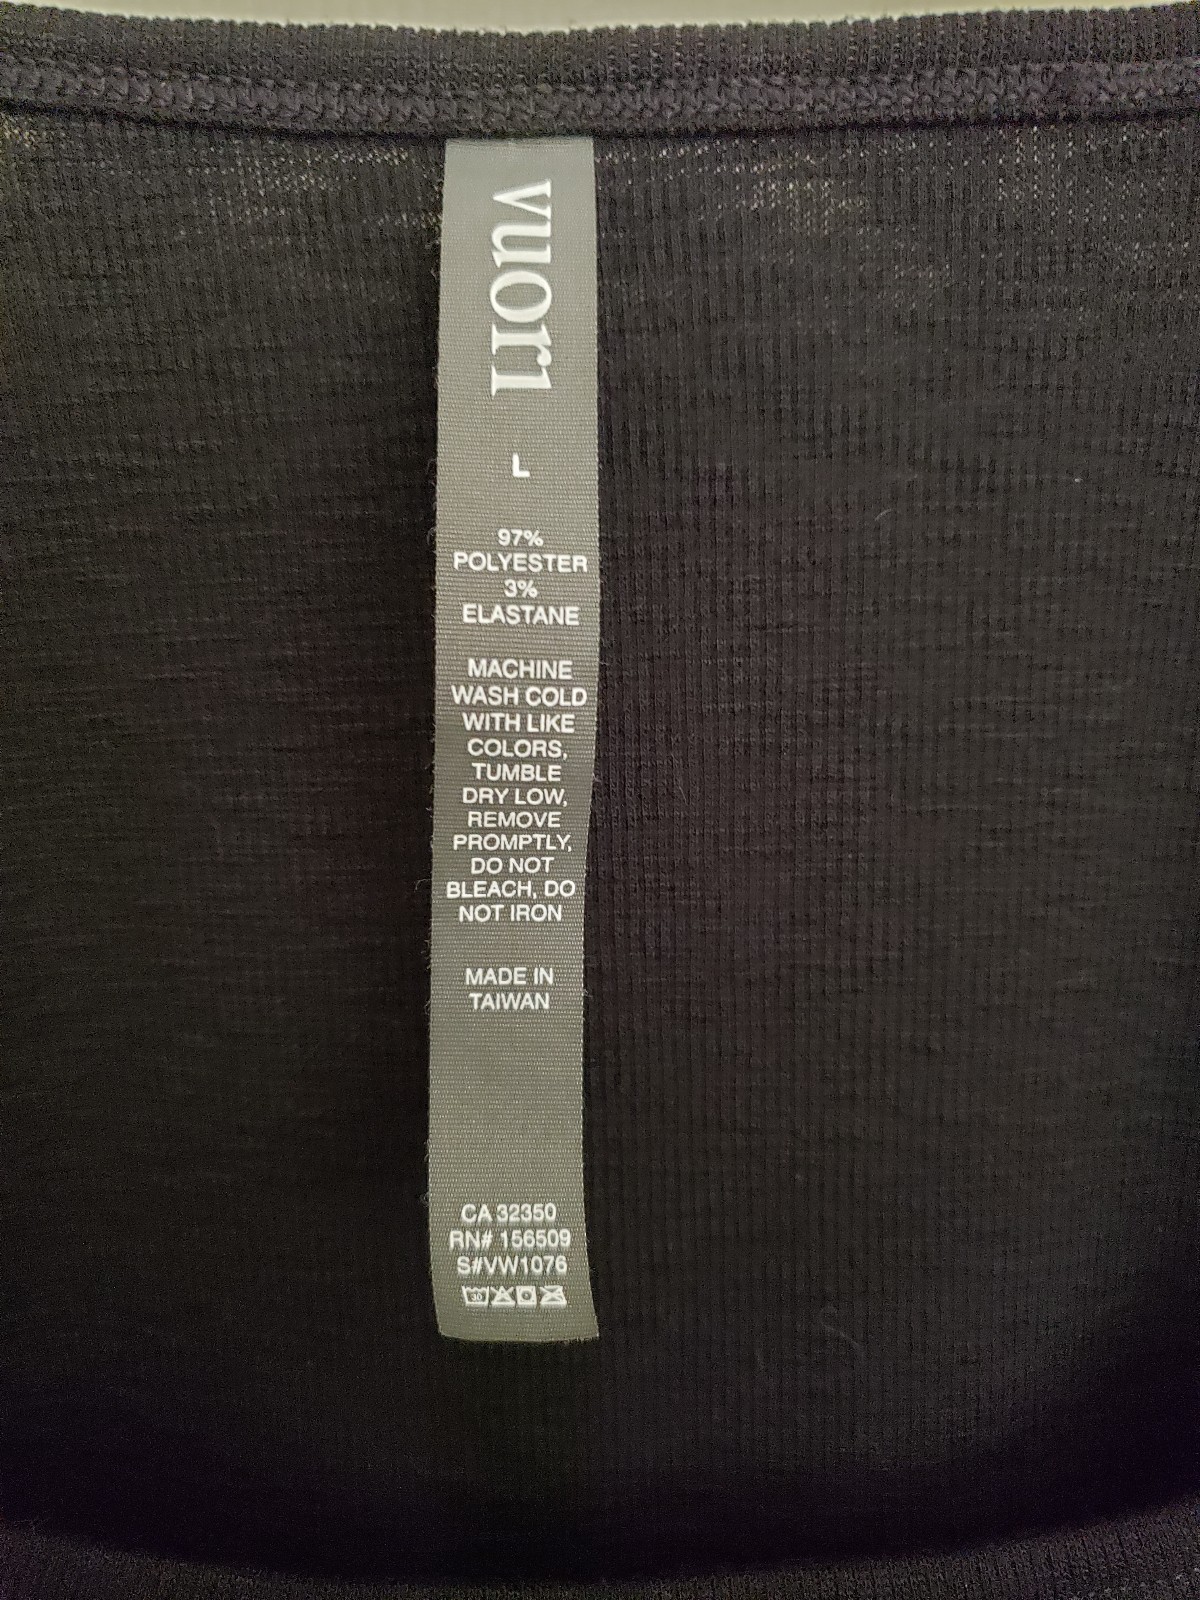 vuori
L
97%
POLYESTER
3%
ELASTANE
MACHINE
WASH COLD
WITH LIKE
COLORS,
TUMBLE
DRY LOW,
REMOVE
PROMPTLY,
DO NOT
BLEACH, DO
NOT IRON
MADE IN
TAIWAN
CA 32350
RN# 156509
S#VW1076
30